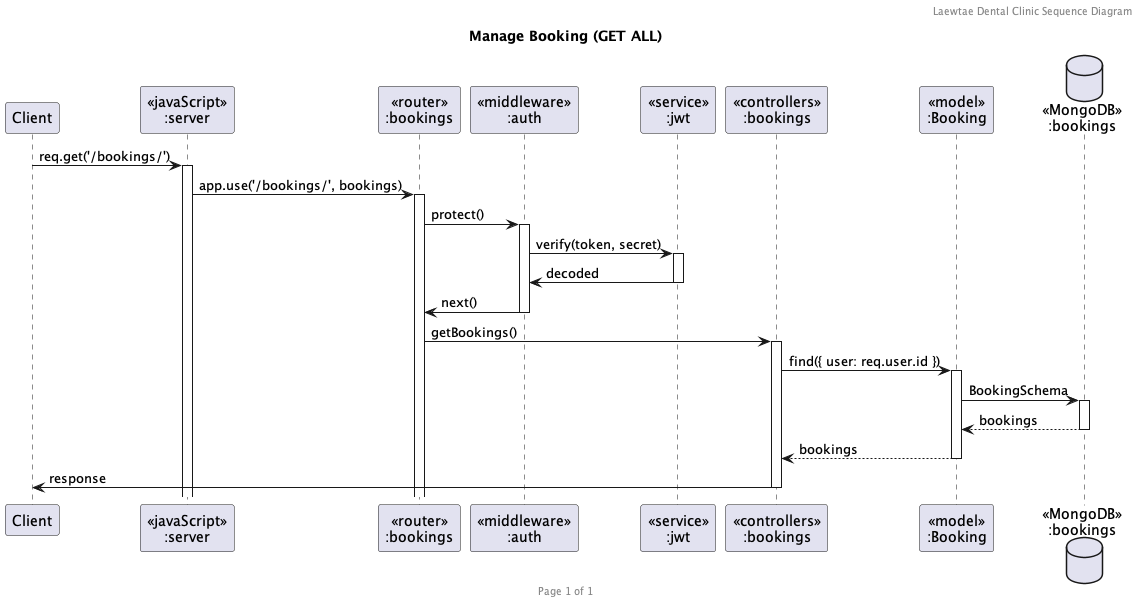 Laewtae Dental Clinic Sequence Diagram
Manage Booking (GET ALL)
Client
«javaScript»
:server
«router»
:bookings
«middleware»
:auth
«service»
:jwt
«controllers»
:bookings
«model»
:Booking
«MongoDB»
:bookings
req.get('/bookings/')
app.use('/bookings/', bookings)
protect()
verify(token, secret)
decoded
next()
getBookings()
find({ user: req.user.id })
BookingSchema
bookings
bookings
response
Client
«javaScript»
:server
«router»
:bookings
«middleware»
:auth
«service»
:jwt
«controllers»
:bookings
«model»
:Booking
«MongoDB»
:bookings
Page 1 of 1